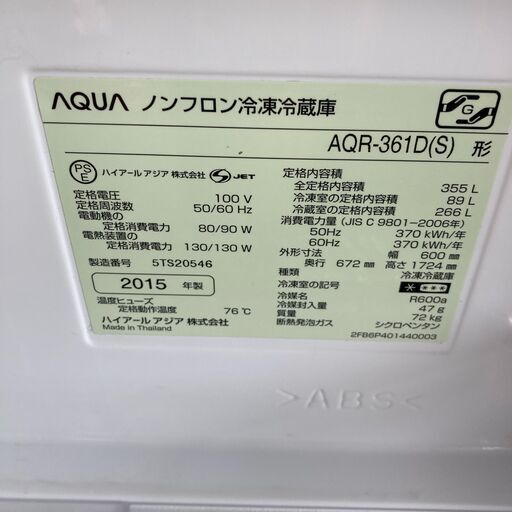 AQUA ノンフロン冷凍冷蔵庫
AQR-361D(S) 形
G
PS E ハイアールアジア株式会社 S JET
定格電圧 100 V
定格周波数 50/60 Hz
電動機の
定格消費電力 80/90 W
電熱装置の
定格消費電力 130/130 W
製造番号 5TS20546
2015 年製
温度ヒューズ
定格動作温度 76℃
ハイアールアジア株式会社
Made in Thailand
定格内容積
全定格内容積 355 L
冷凍室の定格内容積 89 L
冷蔵室の定格内容積 266 L
消費電力量(JIS C 9801−2006年)
50Hz 370 kWh/年
60Hz 370 kWh/年
外形寸法 幅 600 mm
奥行 672 mm 高さ 1724 mm
種類 冷凍冷蔵庫
冷凍室の記号 * ***
冷媒名 R600a
冷媒封入量 47 g
質量 72 kg
断熱発泡ガス シクロペンタン
2FB6P401440003
>ABS<